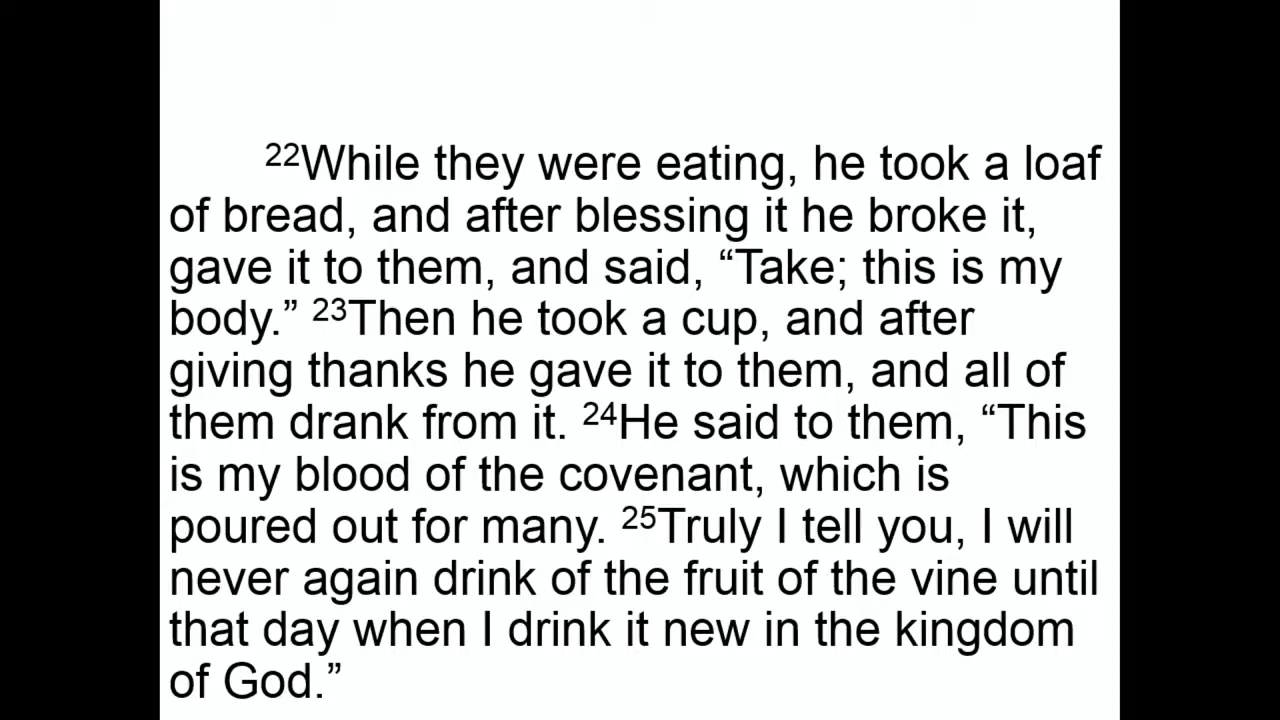 22While they were eating, he took a loaf
of bread, and after blessing it he broke it,
gave it to them, and said, “Take; this is my
body.” 23Then he took a cup, and after
giving thanks he gave it to them, and all of
them drank from it. 24He said to them, “This
is my blood of the covenant, which is
poured out for many. 25Truly I tell you, I will
never again drink of the fruit of the vine until
that day when I drink it new in the kingdom
of God.”